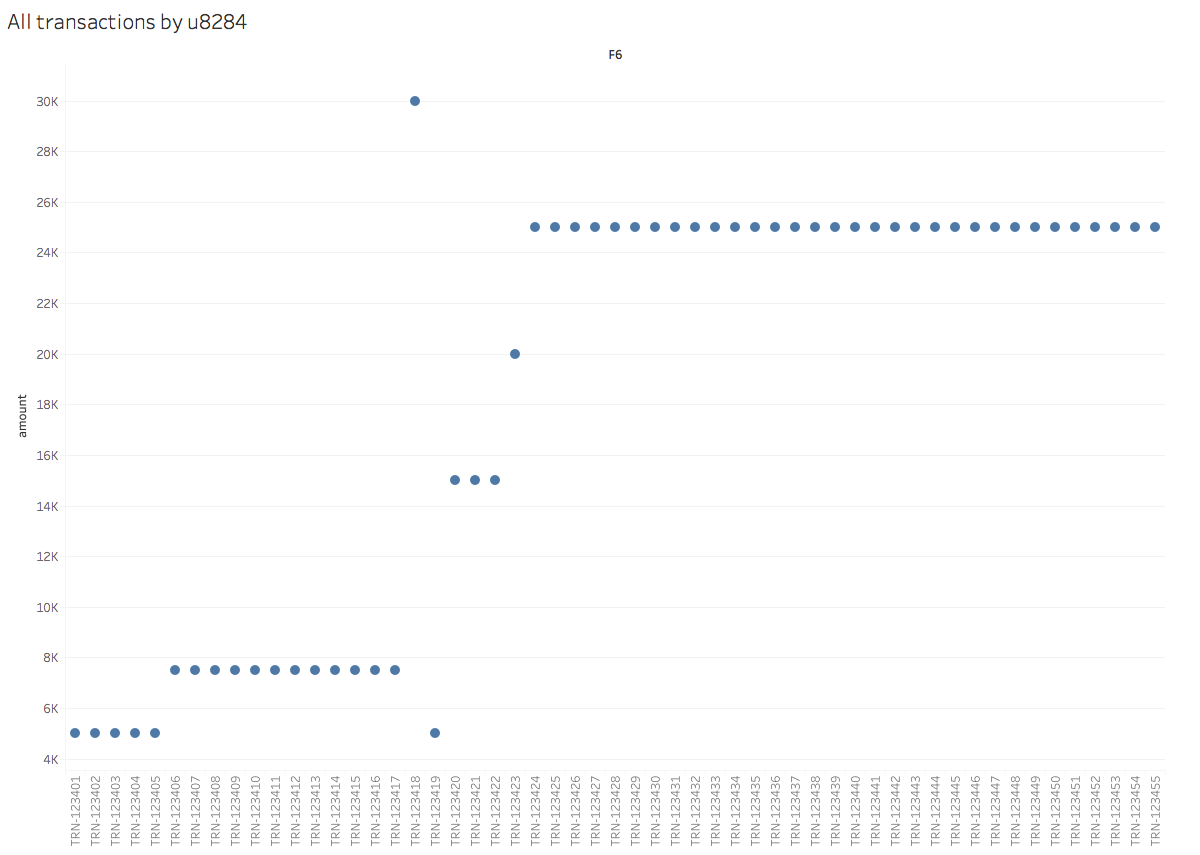 All transactions by u8284
F6
30K
28K
26K
24K
22K
20K
18K
16K
14K
12K
10K
8K
6K
4K
amount
TRN-123401
TRN-123402
TRN-123403
TRN-123404
TRN-123405
TRN-123406
TRN-123407
TRN-123408
TRN-123409
TRN-123410
TRN-123411
TRN-123412
TRN-123413
TRN-123414
TRN-123415
TRN-123416
TRN-123417
TRN-123418
TRN-123419
TRN-123420
TRN-123421
TRN-123422
TRN-123423
TRN-123424
TRN-123425
TRN-123426
TRN-123427
TRN-123428
TRN-123429
TRN-123430
TRN-123431
TRN-123432
TRN-123433
TRN-123434
TRN-123435
TRN-123436
TRN-123437
TRN-123438
TRN-123439
TRN-123440
TRN-123441
TRN-123442
TRN-123443
TRN-123444
TRN-123445
TRN-123446
TRN-123447
TRN-123448
TRN-123449
TRN-123450
TRN-123451
TRN-123452
TRN-123453
TRN-123454
TRN-123455